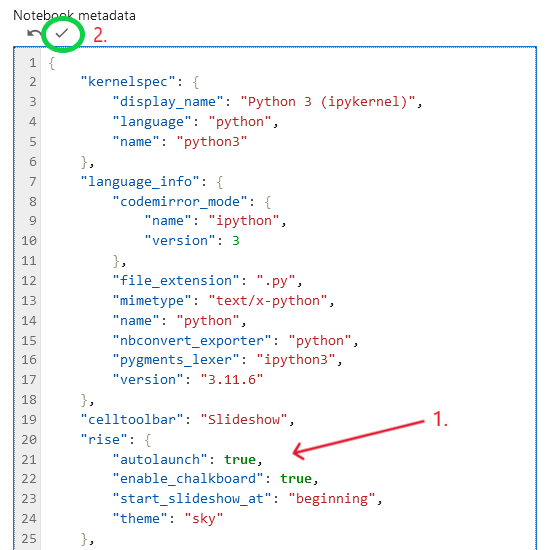 Notebook metadata
2.
1 {
2 "kernelspec": {
3 "display_name": "Python 3 (ipykernel)",
4 "language": "python",
5 "name": "python3"
6 },
7 "language_info": {
8 "codemirror_mode": {
9 "name": "ipython",
10 "version": 3
11 },
12 "file_extension": ".py",
13 "mimetype": "text/x-python",
14 "name": "python",
15 "nbconvert_exporter": "python",
16 "pygments_lexer": "ipython3",
17 "version": "3.11.6"
18 },
19 "celltoolbar": "Slideshow",
1.
20 "rise": {
21 "autolaunch": true,
22 "enable_chalkboard": true,
23 "start_slideshow_at": "beginning",
24 "theme": "sky"
25 },